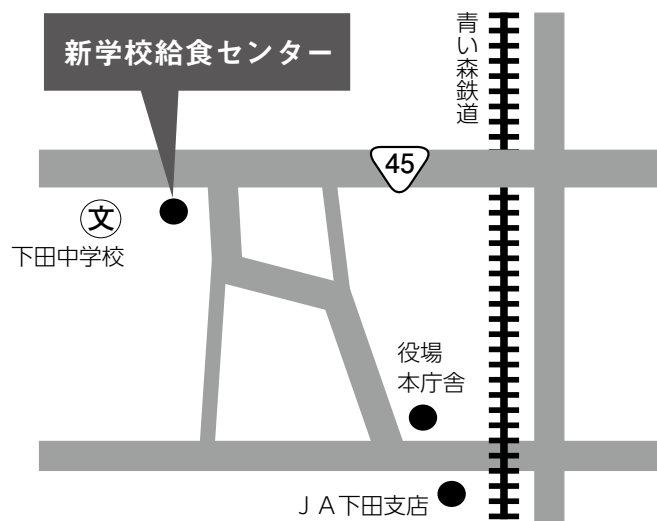 新学校給食センター
青い森鉄道
45
文
下田中学校
役場
本庁舎
ＪＡ下田支店